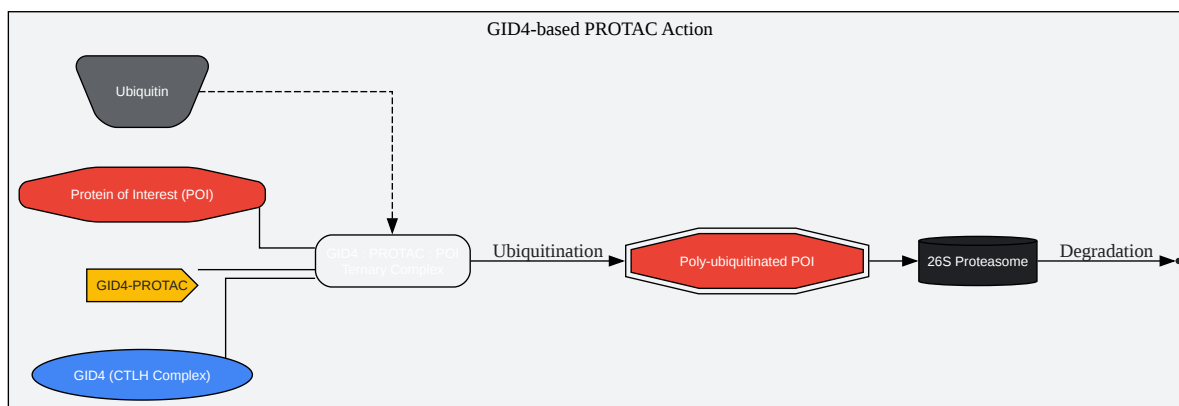 GID4-based PROTAC Action
Ubiquitin
Protein of Interest (POI)
GID4-PROTAC
GID4 (CTLH Complex)
GID4 PROTAC POI
Ternary Complex
Ubiquitination
Poly-ubiquitinated POI
26S Proteasome
Degradation